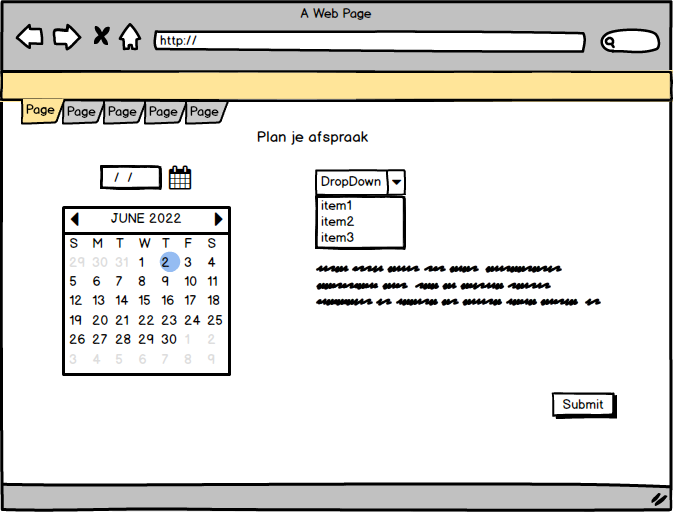 A Web Page
http://
Page Page Page Page Page
Plan je afspraak
/ /
DropDown
item1
item2
item3
JUNE 2022
S M T W T F S
29 30 31 1 2 3 4
5 6 7 8 9 10 11
12 13 14 15 16 17 18
19 20 21 22 23 24 25
26 27 28 29 30 1 2
3 4 5 6 7 8 9
Submit